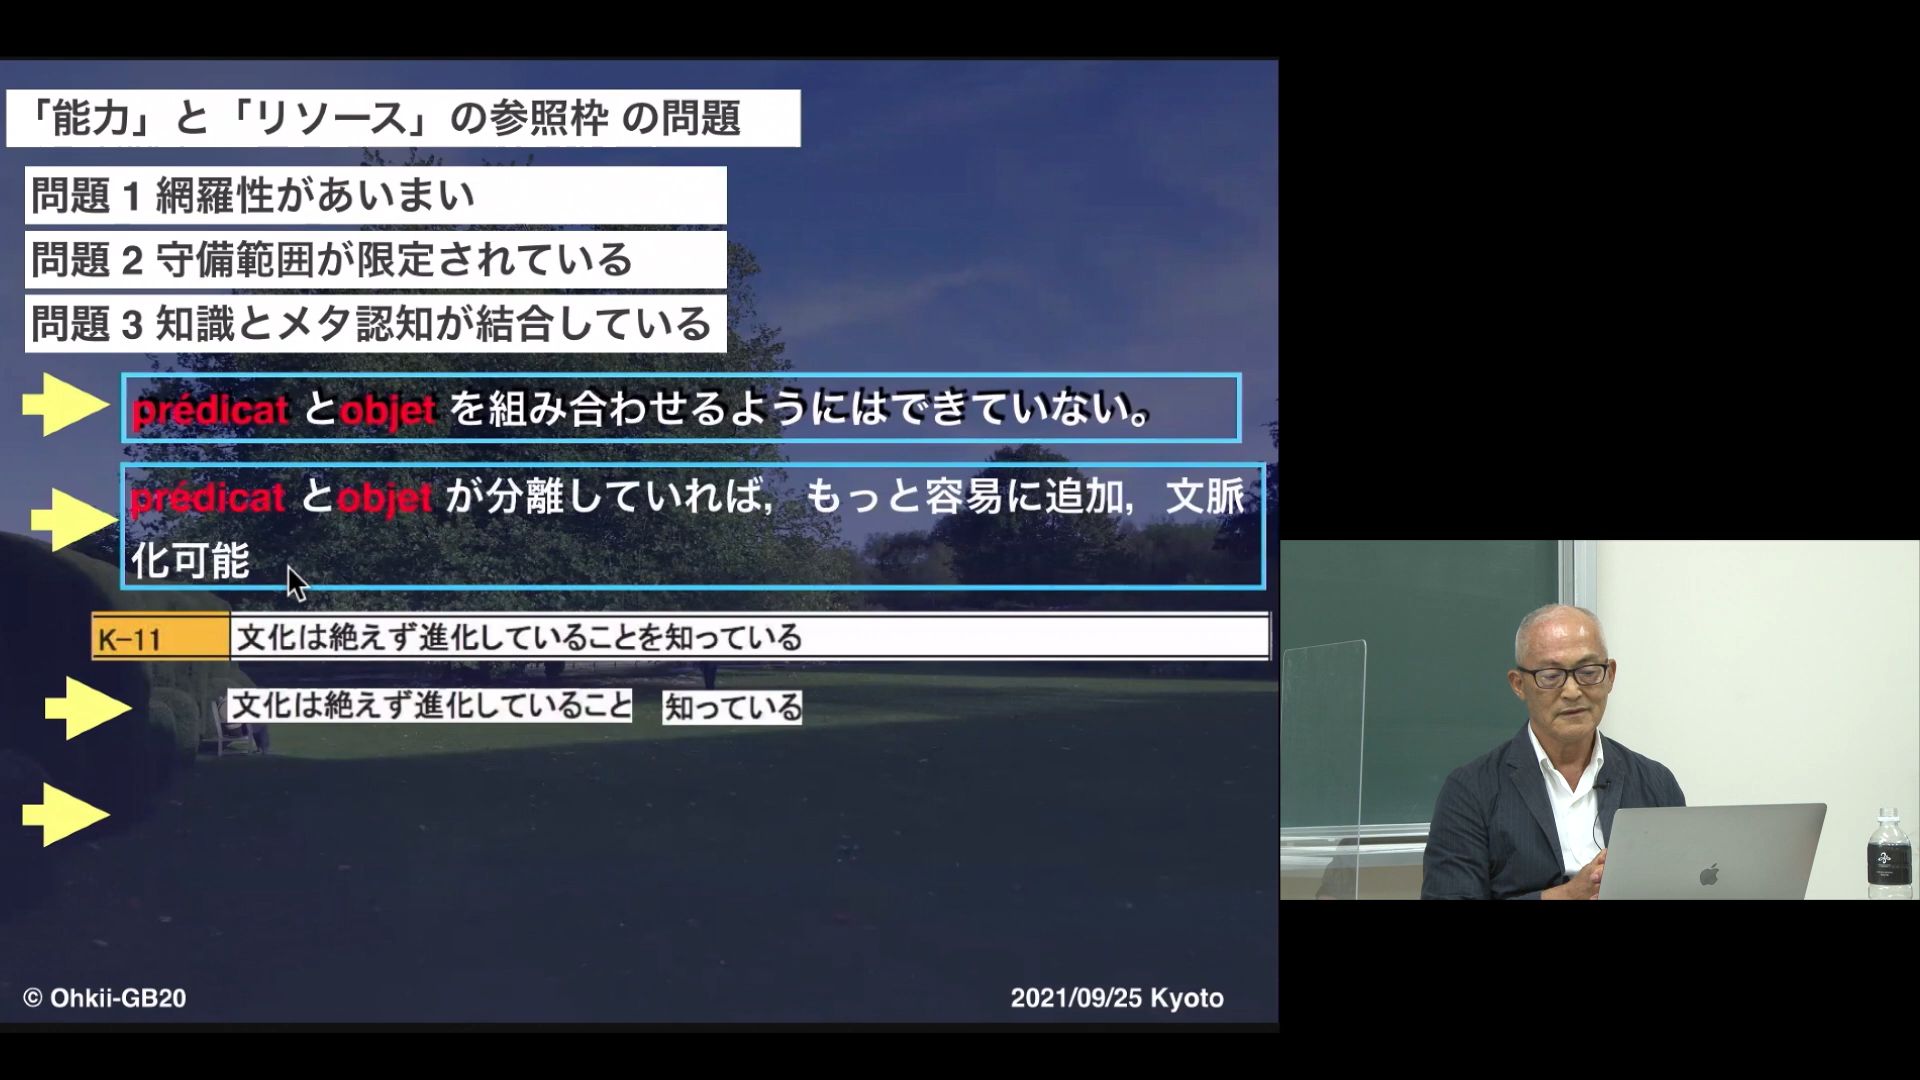 「能力」と「リソース」の参照枠 の問題
問題 1 網羅性があいまい
問題 2 守備範囲が限定されている
問題 3 知識とメタ認知が結合している
prédicat とobjet を組み合わせるようにはできていない。
prédicat とobjet が分離していれば, もっと容易に追加, 文脈
化可能
K-11 文化は絶えず進化していることを知っている
文化は絶えず進化していること 知っている
© Ohkii-GB20
2021/09/25 Kyoto